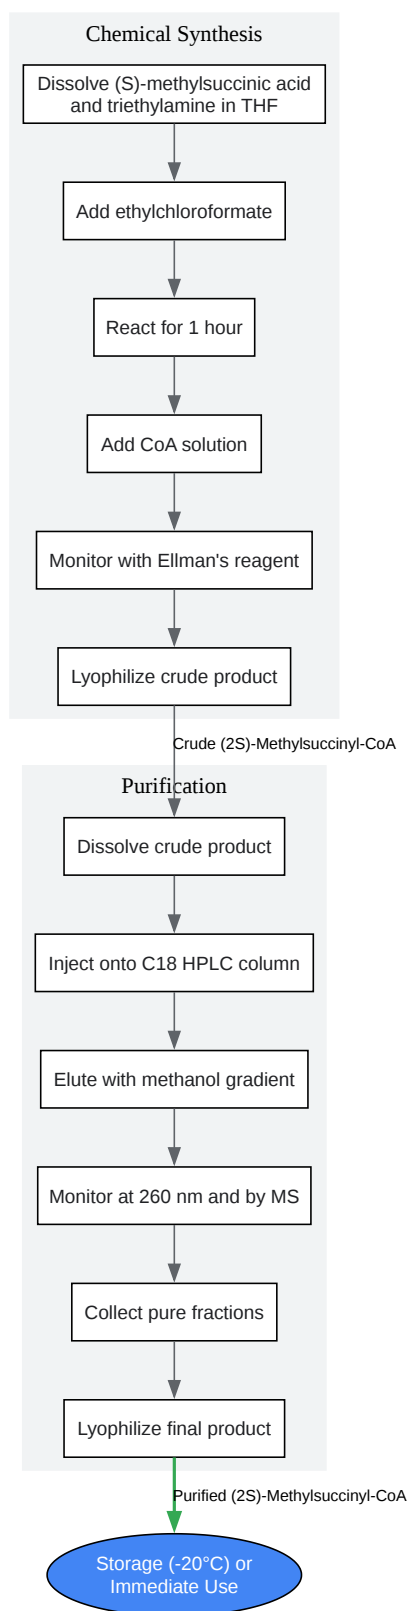 Chemical Synthesis
Dissolve (S)-methylsuccinic acid
and triethylamine in THF
Add ethylchloroformate
React for 1 hour
Add CoA solution
Monitor with Ellman's reagent
Lyophilize crude product
Crude (2S)-Methylsuccinyl-CoA
Purification
Dissolve crude product
Inject onto C18 HPLC column
Elute with methanol gradient
Monitor at 260 nm and by MS
Collect pure fractions
Lyophilize final product
Purified (2S)-Methylsuccinyl-CoA
Storage (-20°C) or
Immediate Use